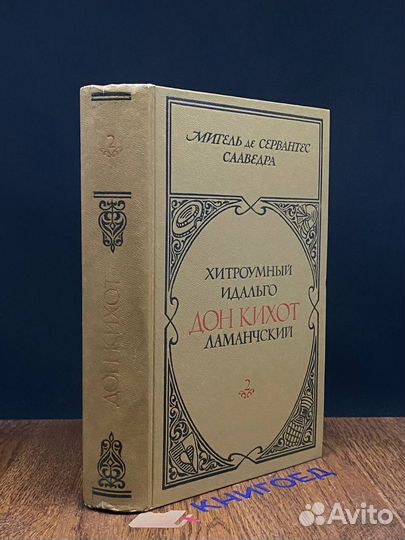 МИГЕЛЬ ДЕ СЕРВАНТЕС
СААВЕДРА
ХИТРОУМНЫЙ
ИДАЛЬГО
ДОН КИХОТ
ЛАМАНЧСКИЙ
2
2
ДОН КИХОТ
КНИГОЕД
Avito